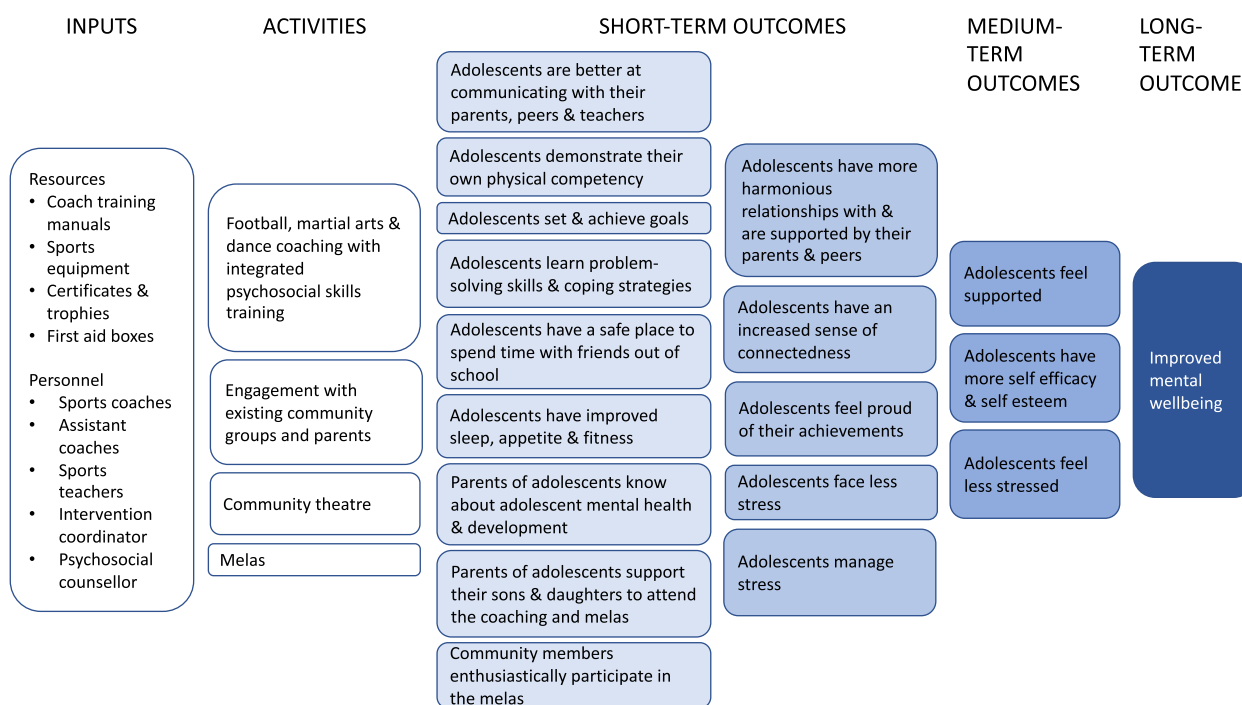 INPUTS
ACTIVITIES
SHORT-TERM OUTCOMES
MEDIUM-
TERM
OUTCOMES
LONG-
TERM
OUTCOME
Resources
• Coach training
manuals
• Sports
equipment
• Certificates &
trophies
• First aid boxes
Personnel
• Sports coaches
• Assistant
coaches
• Sports
teachers
• Intervention
coordinator
• Psychosocial
counsellor
Football, martial arts &
dance coaching with
integrated
psychosocial skills
training
Engagement with
existing community
groups and parents
Community theatre
Melas
Adolescents are better at
communicating with their
parents, peers & teachers
Adolescents demonstrate their
own physical competency
Adolescents set & achieve goals
Adolescents learn problem-
solving skills & coping strategies
Adolescents have a safe place to
spend time with friends out of
school
Adolescents have improved
sleep, appetite & fitness
Parents of adolescents know
about adolescent mental health
& development
Parents of adolescents support
their sons & daughters to attend
the coaching and melas
Community members
enthusiastically participate in
the melas
Adolescents have more
harmonious
relationships with &
are supported by their
parents & peers
Adolescents have an
increased sense of
connectedness
Adolescents feel proud
of their achievements
Adolescents face less
stress
Adolescents manage
stress
Adolescents feel
supported
Adolescents have
more self efficacy
& self esteem
Adolescents feel
less stressed
Improved
mental
wellbeing